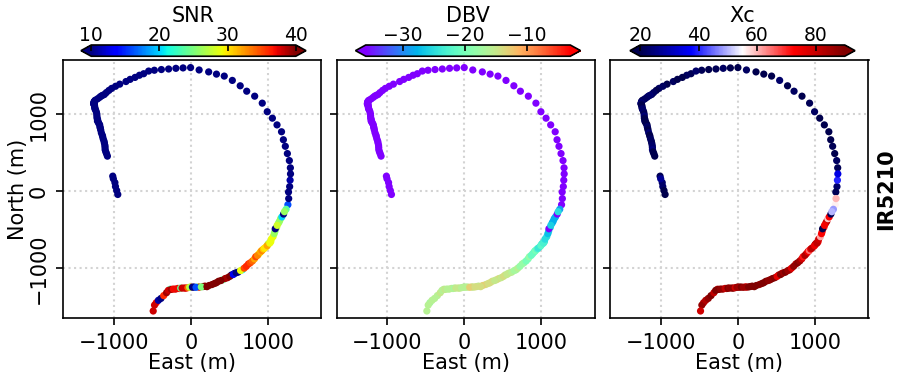 SNR DBV Xc
10 20 30 40 −30 −20 −10 20 40 60 80
North (m)
1000
0
−1000
IR5210
−1000 0 1000 −1000 0 1000 −1000 0 1000
East (m) East (m) East (m)